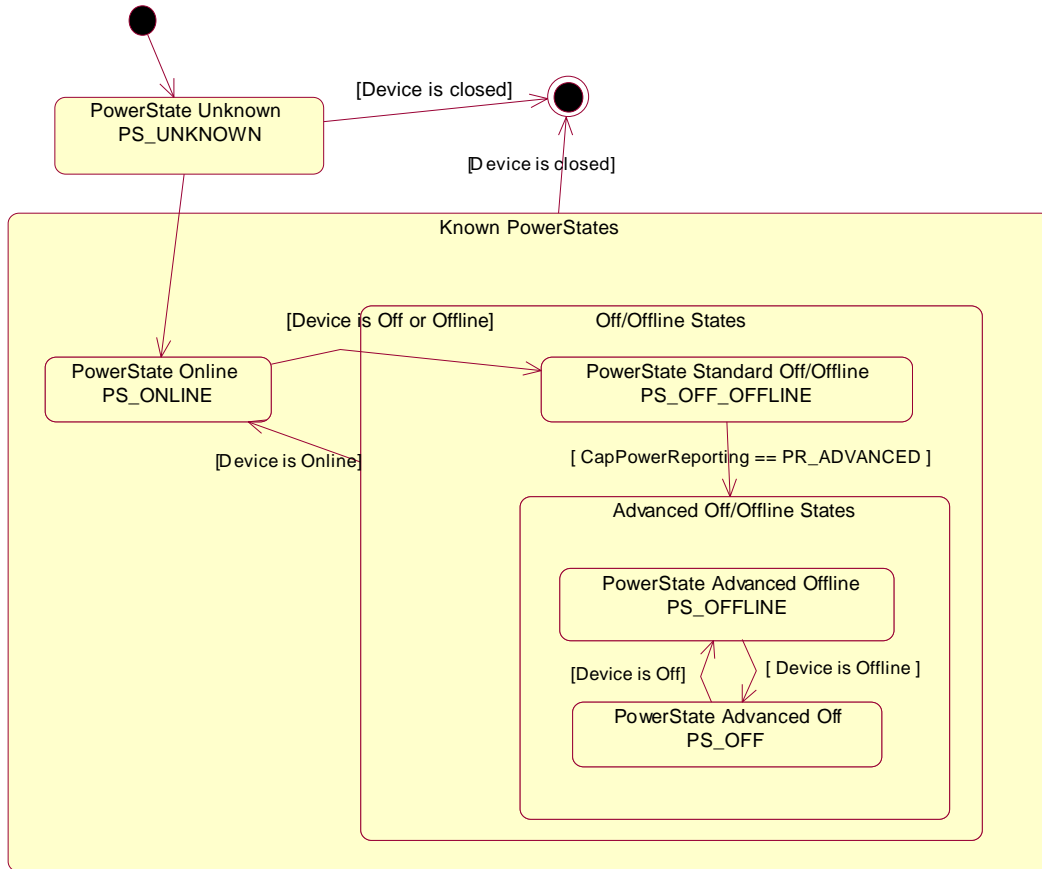 [Device is closed]
PowerState Unknown
PS_UNKNOWN
[Device is closed]
Known PowerStates
[Device is Off or Offline]
Off/Offline States
PowerState Online
PS_ONLINE
PowerState Standard Off/Offline
PS_OFF_OFFLINE
[Device is Online]
[ CapPowerReporting == PR_ADVANCED ]
Advanced Off/Offline States
PowerState Advanced Offline
PS_OFFLINE
[Device is Off]
[ Device is Offline ]
PowerState Advanced Off
PS_OFF